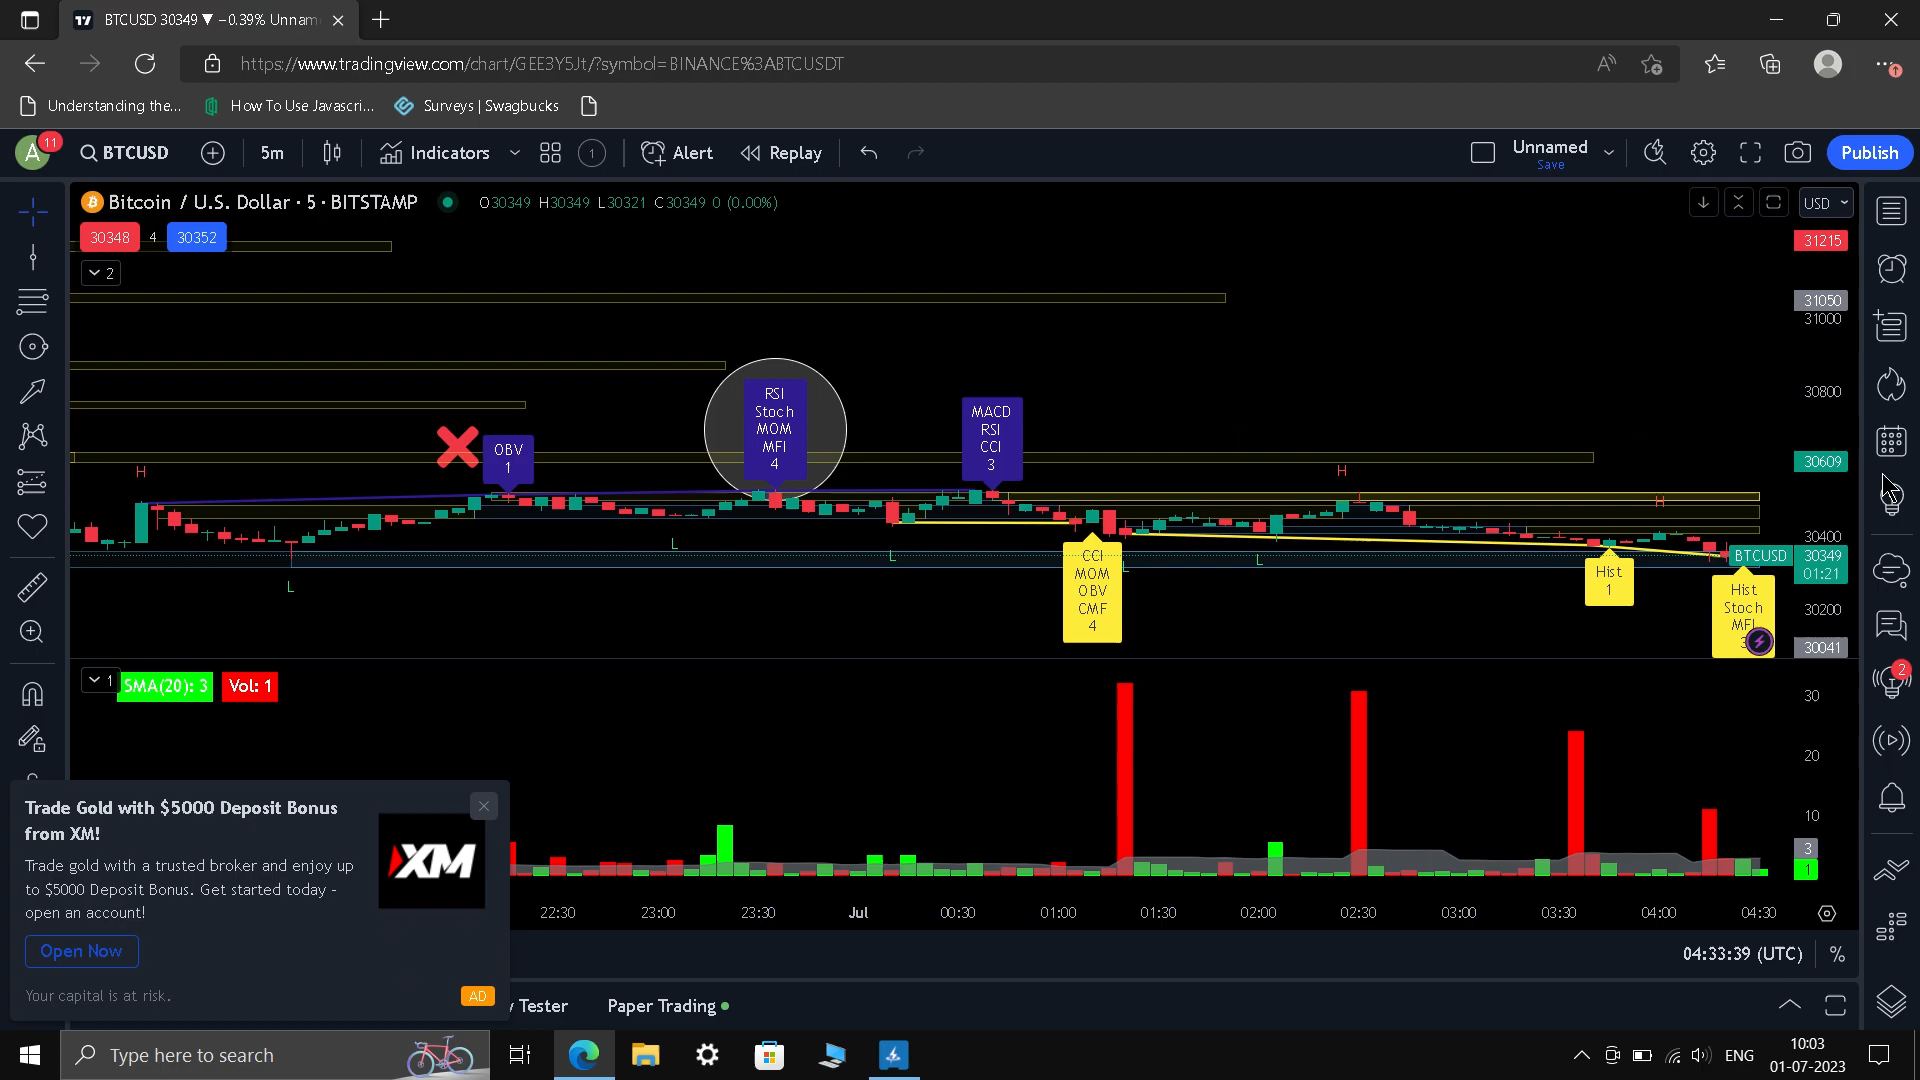 BTCUSD 30349 ▼ −0.39% Unnam
https://www.tradingview.com/chart/GEE3Y5Jt/?symbol=BINANCE%3ABTCUSDT
Understanding the...
How To Use Javascri...
Surveys | Swagbucks
A 11
BTCUSD
5m
Indicators
1
Alert
Replay
Unnamed
Save
Publish
Bitcoin / U.S. Dollar · 5 · BITSTAMP
O30349 H30349 L30321 C30349 0 (0.00%)
USD
30348 4 30352
2
31215
31050
31000
30800
30609
30400
BTCUSD 30349
01:21
30200
30041
H
OBV
1
RSI
Stoch
MOM
MFI
4
MACD
RSI
CCI
3
H
H
L
L
L
L
L
CCI
MOM
OBV
CMF
4
Hist
1
Hist
Stoch
MFI
3
1
SMA(20): 3
Vol: 1
30
20
10
3
1
2
22:30
23:00
23:30
Jul
00:30
01:00
01:30
02:00
02:30
03:00
03:30
04:00
04:30
Trade Gold with $5000 Deposit Bonus
from XM!
Trade gold with a trusted broker and enjoy up
to $5000 Deposit Bonus. Get started today -
open an account!
XM
Open Now
Your capital is at risk.
AD
04:33:39 (UTC)
%
Tester
Paper Trading
Type here to search
ENG
10:03
01-07-2023